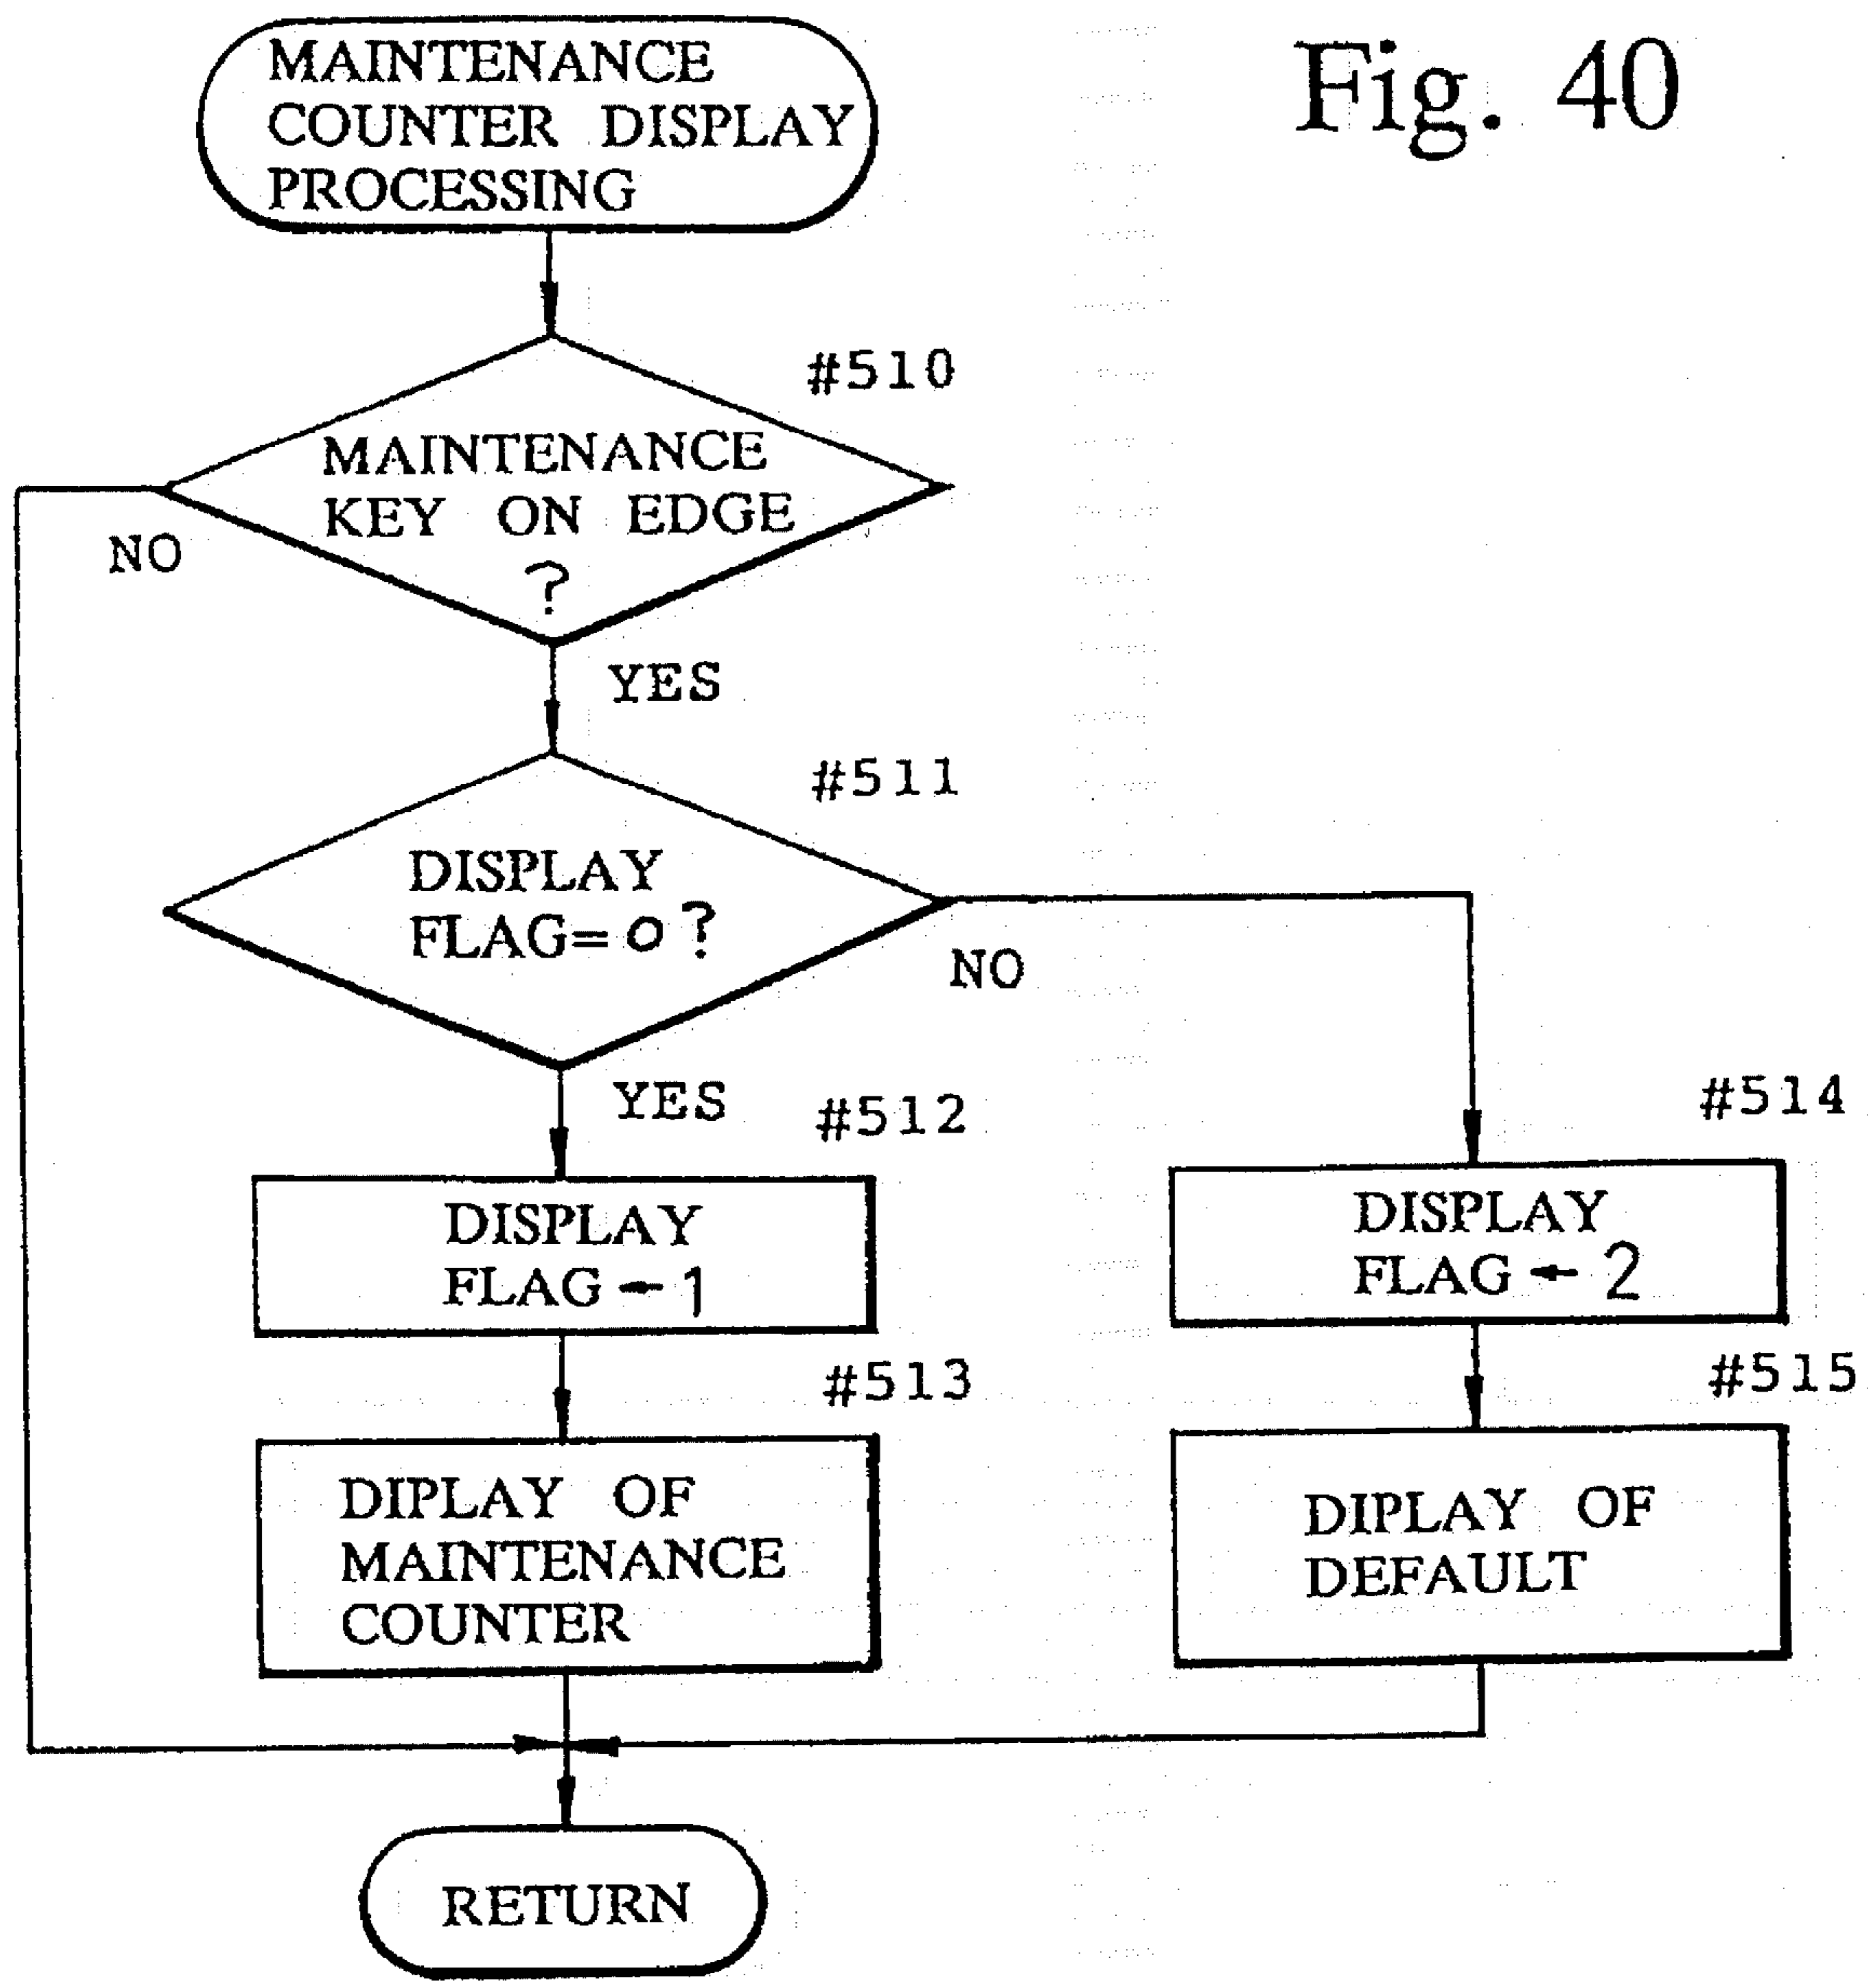 Fig. 40
MAINTENANCE
COUNTER DISPLAY
PROCESSING
#510
MAINTENANCE
KEY ON EDGE
?
NO
YES
#511
DISPLAY
FLAG= 0 ?
NO
YES
#512
DISPLAY
FLAG ← 1
#513
DIPLAY OF
MAINTENANCE
COUNTER
#514
DISPLAY
FLAG ← 2
#515
DIPLAY OF
DEFAULT
RETURN